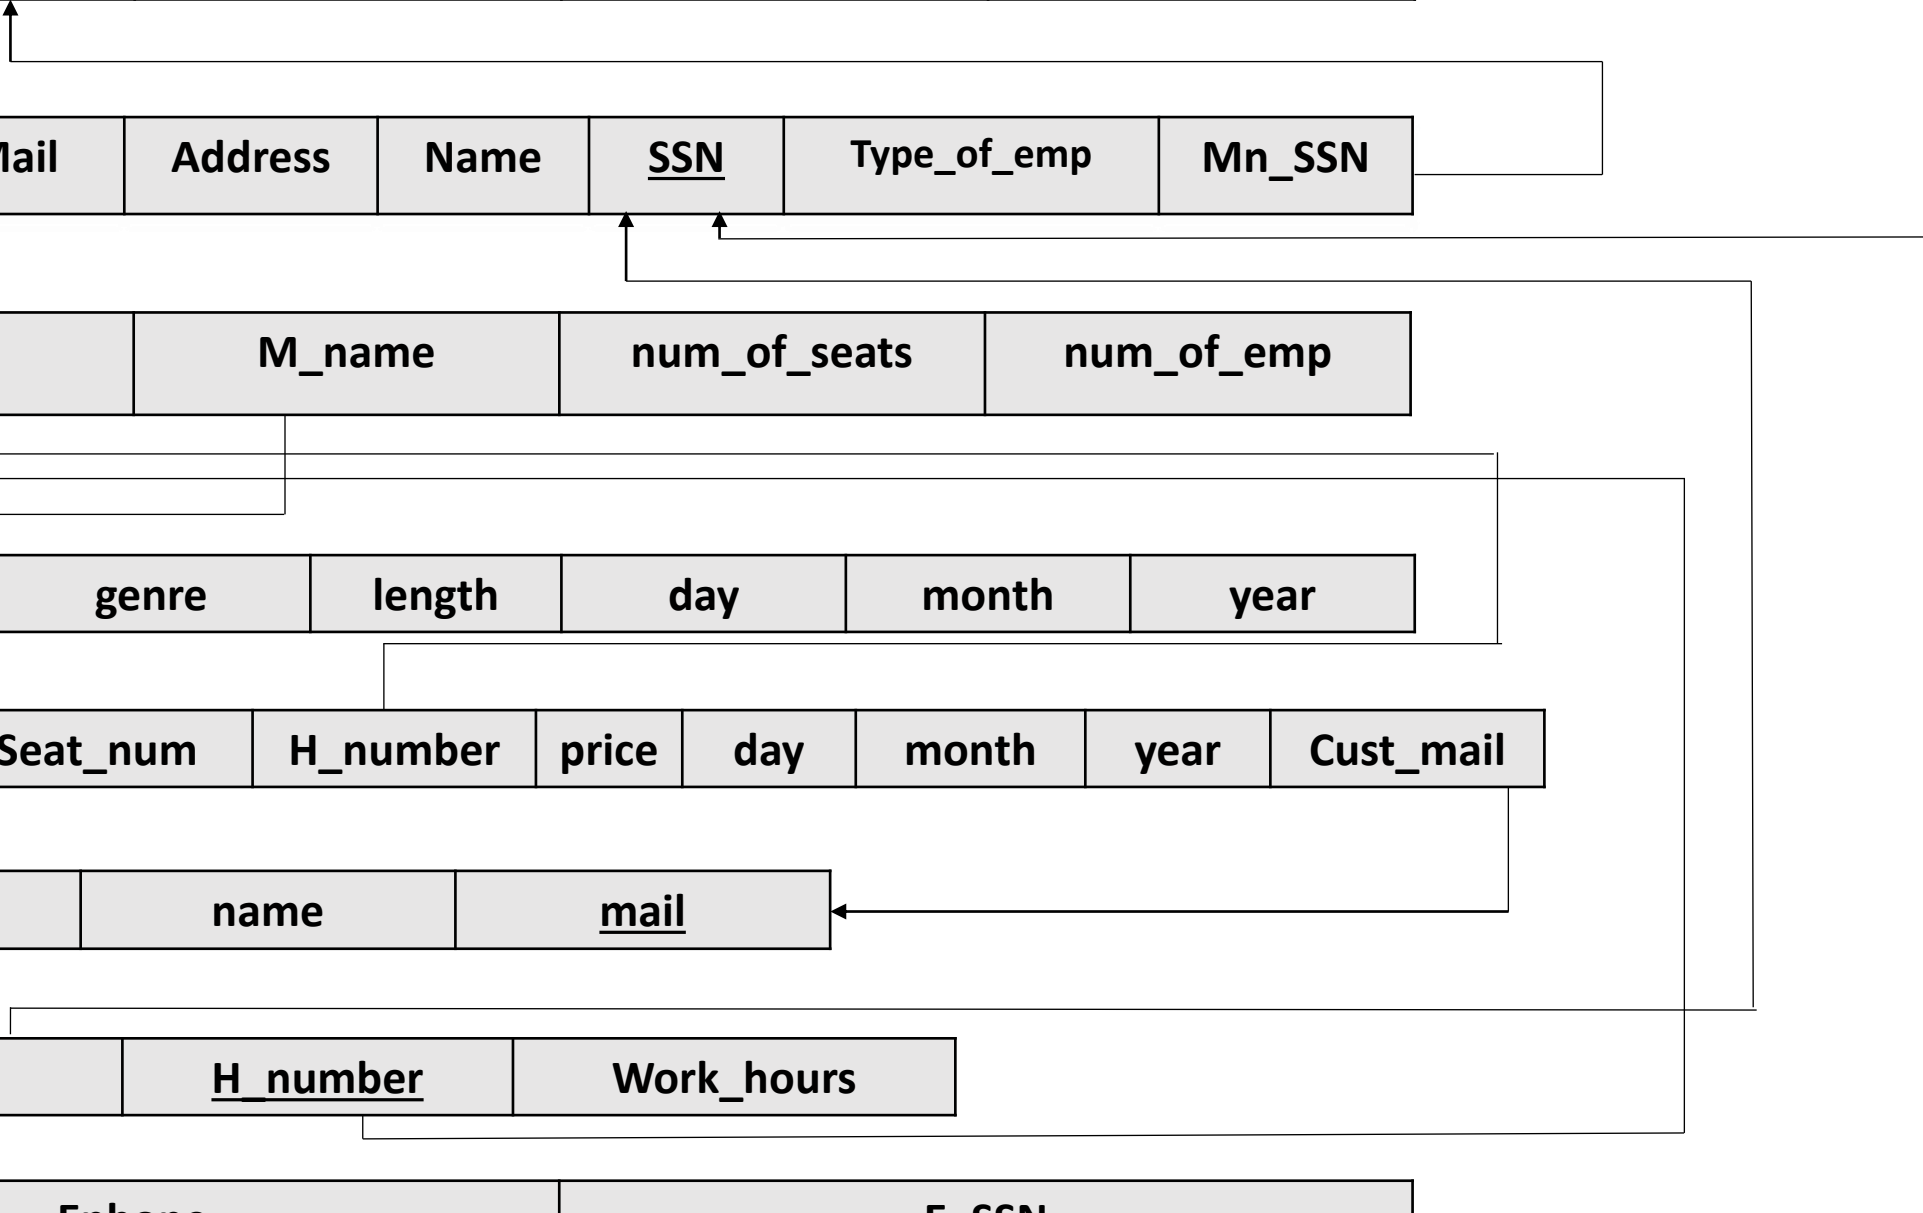 Address Name SSN Type_of_emp Mn_SSN
M_name num_of_seats num_of_emp
genre length day month year
Seat_num H_number price day month year Cust_mail
name mail
H_number Work_hours